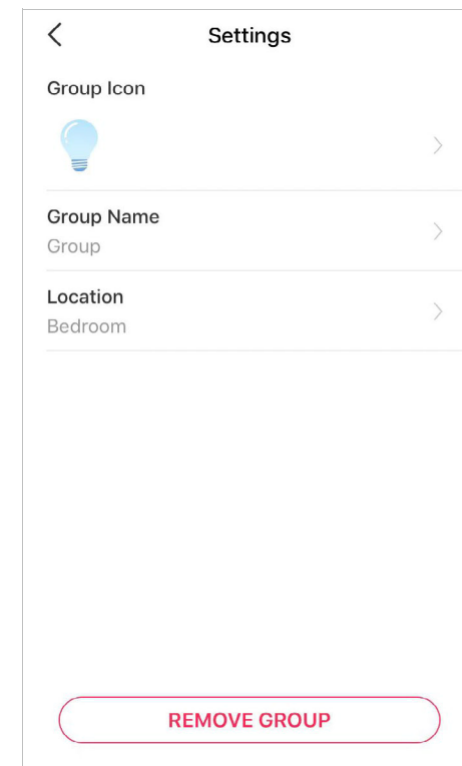 Settings
Group Icon
Group Name
Group
Location
Bedroom
REMOVE GROUP